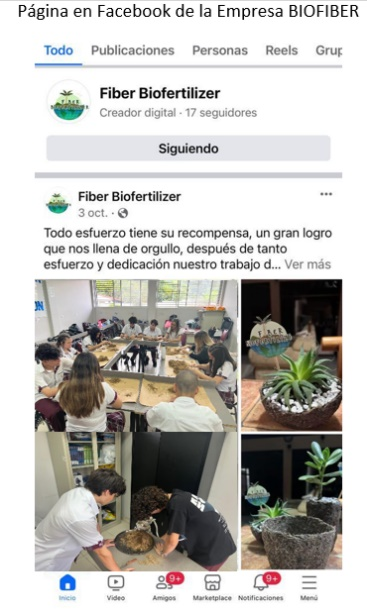 Página en Facebook de la Empresa BIOFIBER
Todo Publicaciones Personas Reels Grup
Fiber Biofertilizer
Creador digital · 17 seguidores
Siguiendo
Fiber Biofertilizer
3 oct. ·
Todo esfuerzo tiene su recompensa, un gran logro
que nos llena de orgullo, después de tanto
esfuerzo y dedicación nuestro trabajo d... Ver más
FIBER
9+ 9+
Inicio Video Amigos Marketplace Notificaciones Menú